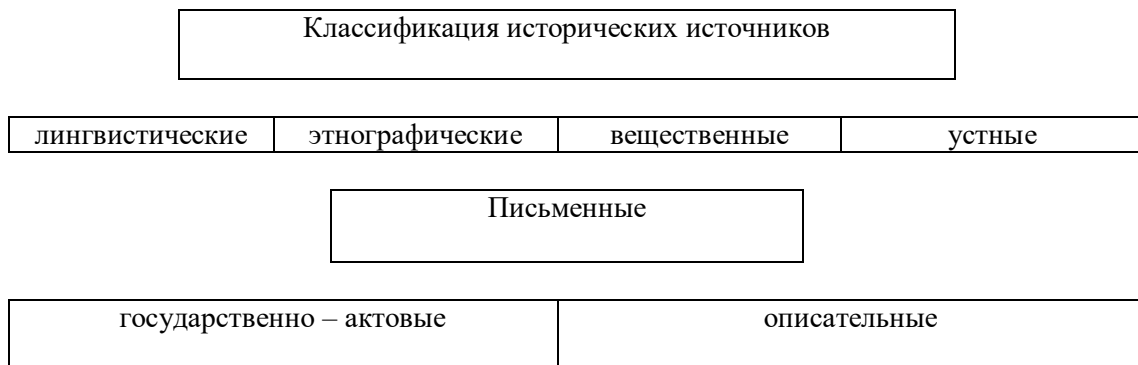 Классификация исторических источников
лингвистические этнографические вещественные устные
Письменные
государственно – актовые описательные